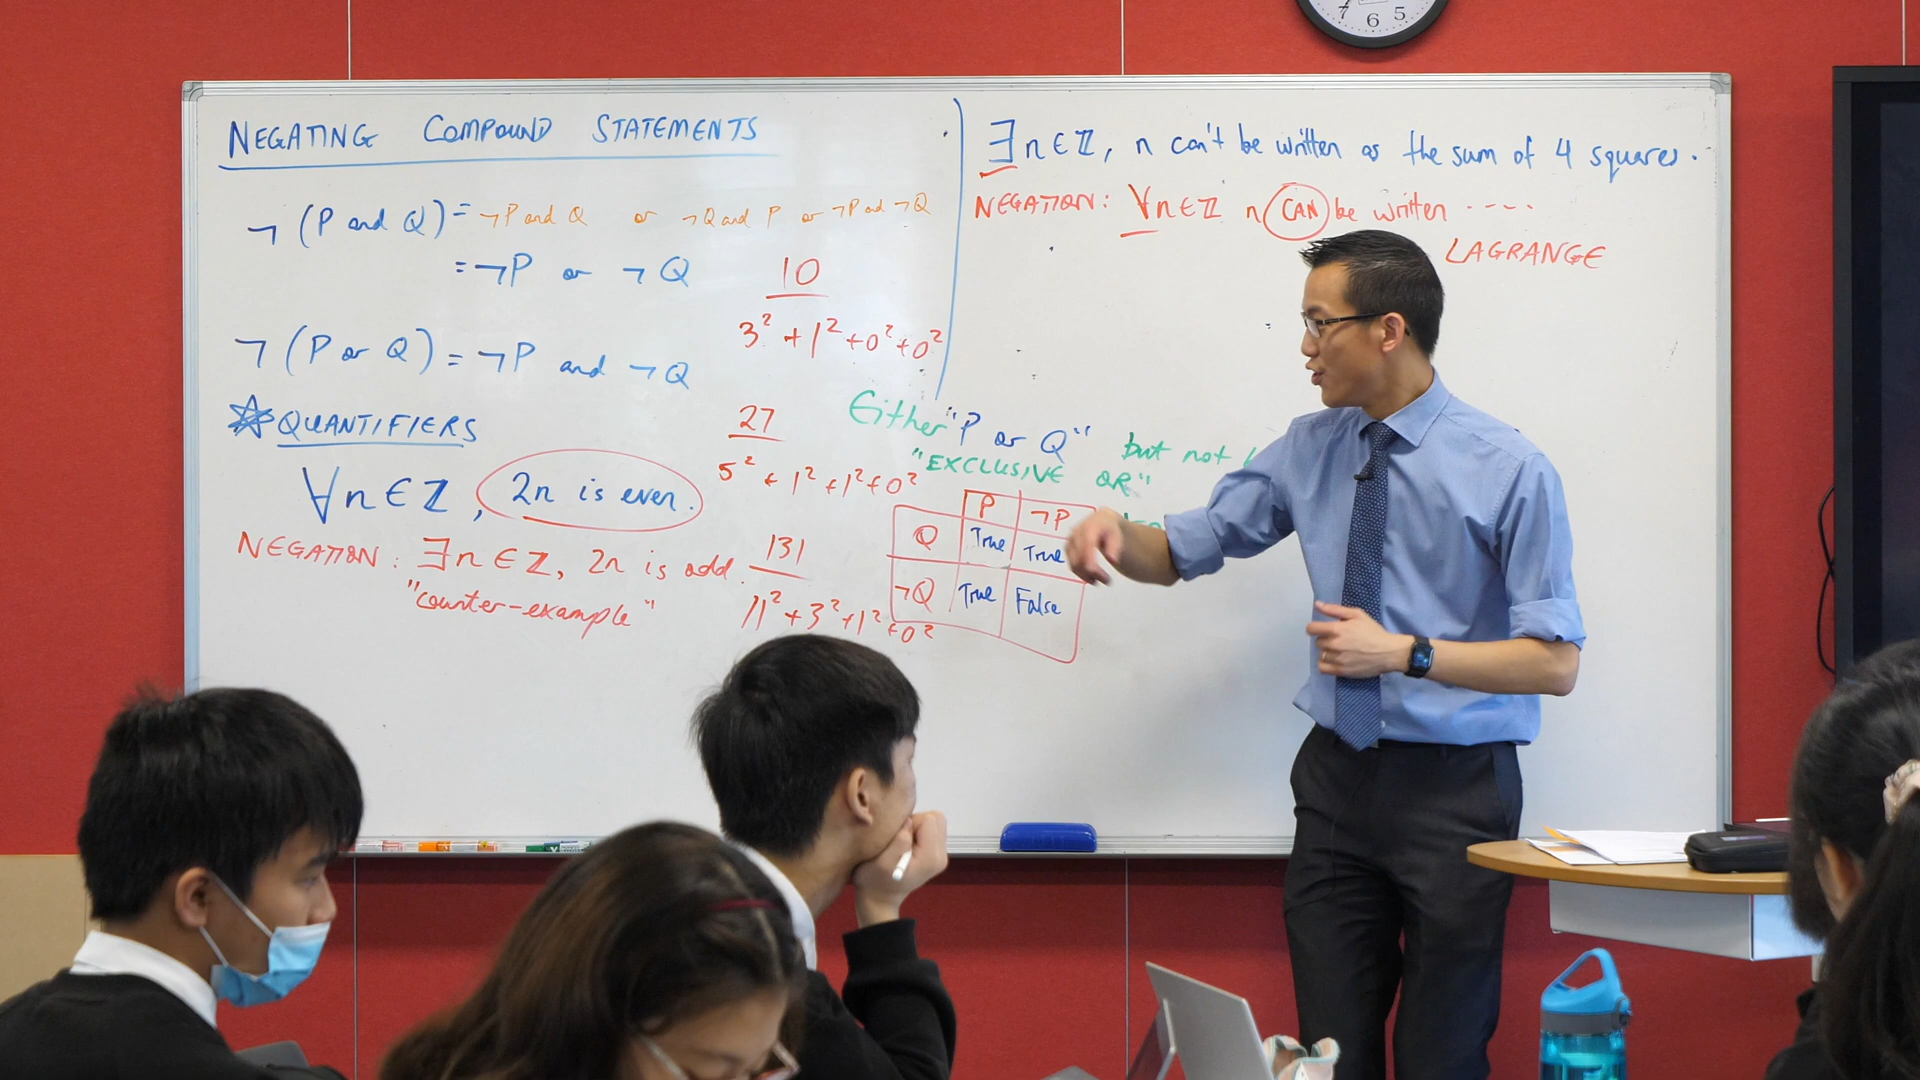 NEGATING COMPOUND STATEMENTS
¬(P and Q) = ¬P and Q or ¬Q and P or ¬P and ¬Q
= ¬P or ¬Q
¬(P or Q) = ¬P and ¬Q
QUANTIFIERS
∀n∈ℤ, 2n is even.
NEGATION: ∃n∈ℤ, 2n is odd.
"counter-example"
10
3² + 1² + 0² + 0²
27
5² + 1² + 1² + 0²
131
11² + 3² + 1² + 0²
∃n∈ℤ, n can't be written as the sum of 4 squares.
NEGATION: ∀n∈ℤ n CAN be written ....
LAGRANGE
Either "P or Q" but not
"EXCLUSIVE OR"
P ¬P
Q True True
¬Q True False
7 6 5